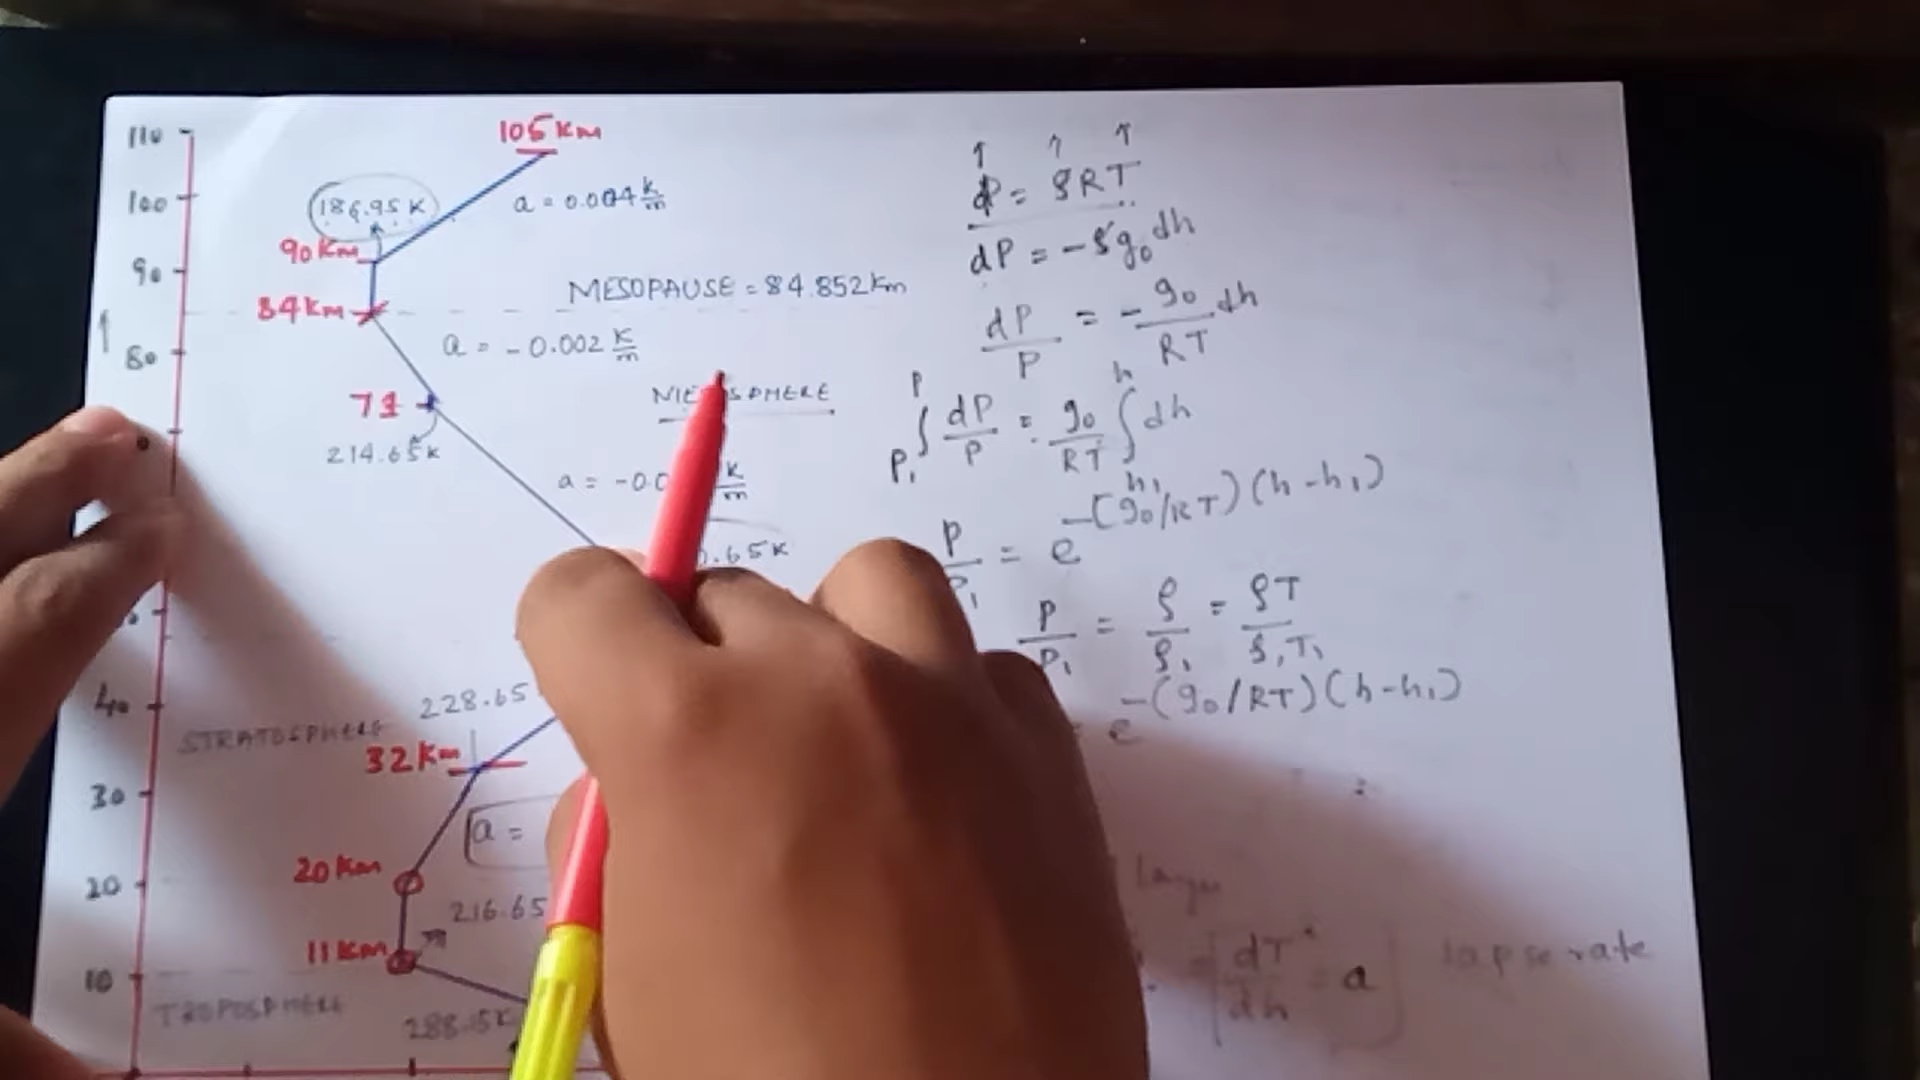 110
105 Km
100
186.95 K
a = 0.004 K/m
90 Km
90
MESOPAUSE = 84.852 Km
84 Km
80
a = - 0.002 K/m
71
214.65 K
a = -0.0 K/m
.65 K
40
STRATOSPHERE
228.65
32 Km
30
a =
20 Km
20
216.65
11 Km
10
TROPOSPHERE
288.15K
↑ ↑ ↑
P = ρRT
dP = -ρg₀dh
dP/P = - g₀/RT dh
∫ᴾ_P₁ dP/P = g₀/RT ∫ʰ_h₁ dh
P/P₁ = e^-(g₀/RT)(h-h₁)
P/P₁ = ρ/ρ₁ = ρT/ρ₁T₁
= e^-(g₀/RT)(h-h₁)
layer
dT/dh = a lapse rate